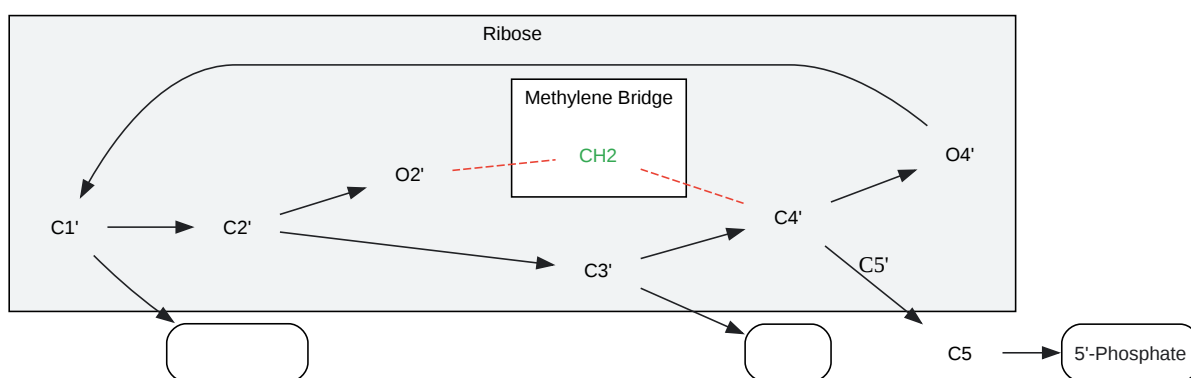 Ribose
Methylene Bridge
CH2
O4'
O2'
C1'
C2'
C4'
C3'
C5'
C5
5'-Phosphate